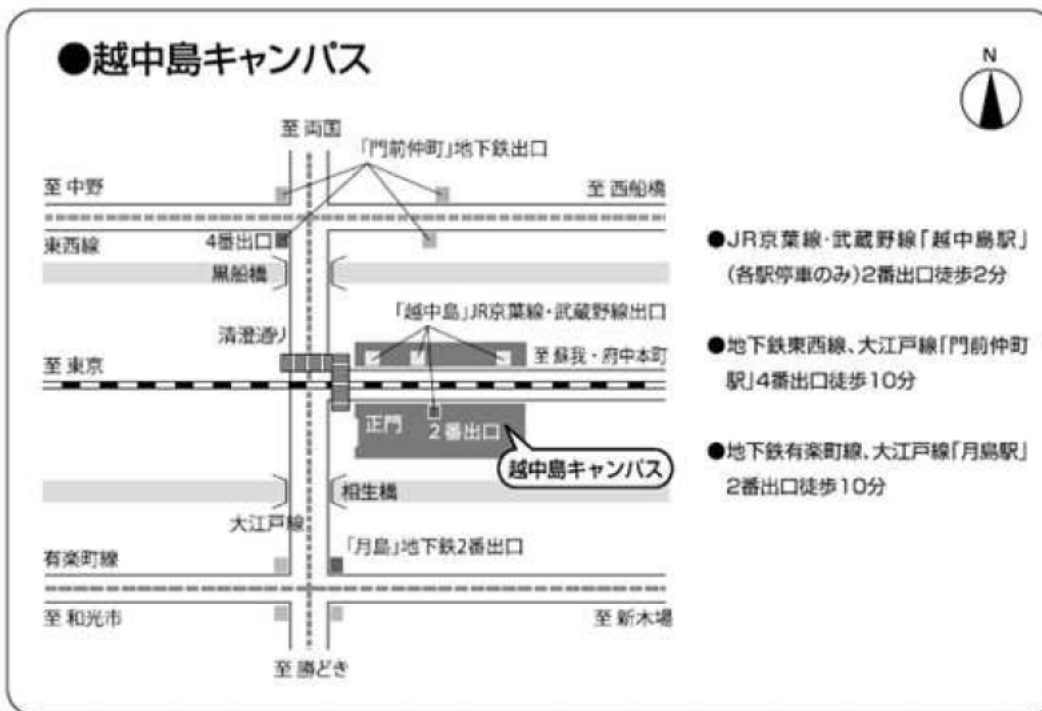 ●越中島キャンパス
N
至 両国
「門前仲町」地下鉄出口
至 中野
至 西船橋
東西線
4番出口
黒船橋
「越中島」JR京葉線・武蔵野線出口
清澄通り
至 東京
至 蘇我・府中本町
正門
2番出口
越中島キャンパス
相生橋
大江戸線
有楽町線
「月島」地下鉄2番出口
至 和光市
至 新木場
至 勝どき
●JR京葉線・武蔵野線「越中島駅」
(各駅停車のみ)2番出口徒歩2分
●地下鉄東西線、大江戸線「門前仲町
駅」4番出口徒歩10分
●地下鉄有楽町線、大江戸線「月島駅」
2番出口徒歩10分